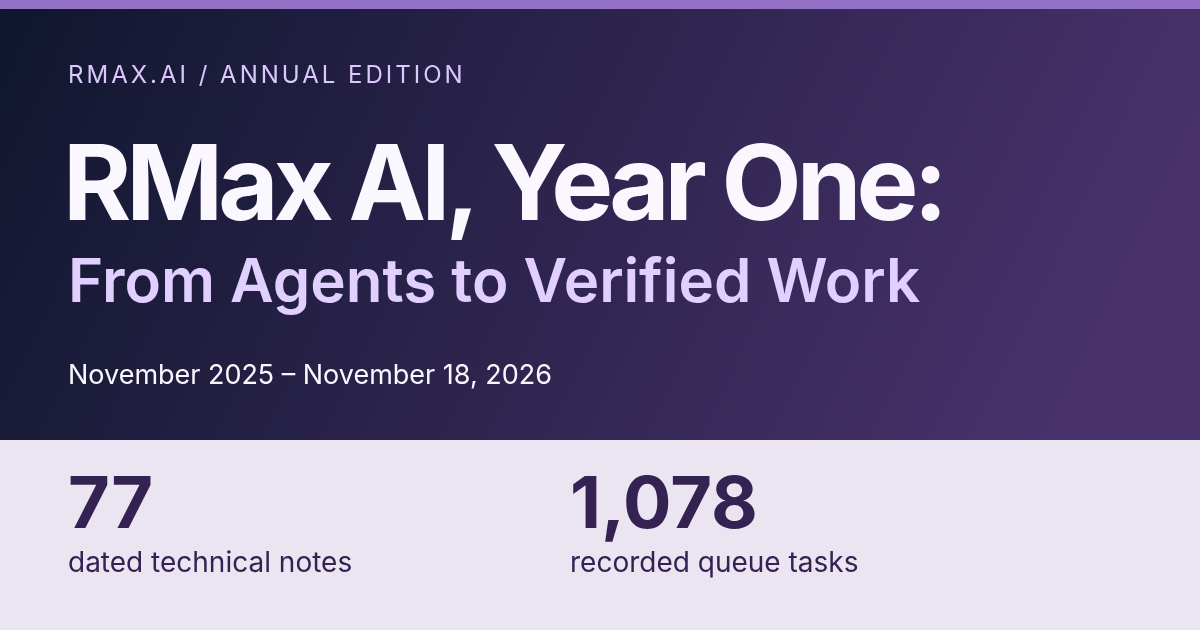 RMAX.AI / ANNUAL EDITION
RMax AI, Year One:
From Agents to Verified Work
November 2025 – November 18, 2026
77
dated technical notes
1,078
recorded queue tasks